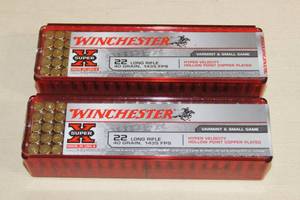 WINCHESTER
VARMINT & SMALL GAME
SUPER
X
22 LONG RIFLE
40 GRAIN, 1435 FPS
HYPER VELOCITY
HOLLOW POINT COPPER PLATED
WINCHESTER
VARMINT & SMALL GAME
SUPER
X
22 LONG RIFLE
40 GRAIN, 1435 FPS
HYPER VELOCITY
HOLLOW POINT COPPER PLATED